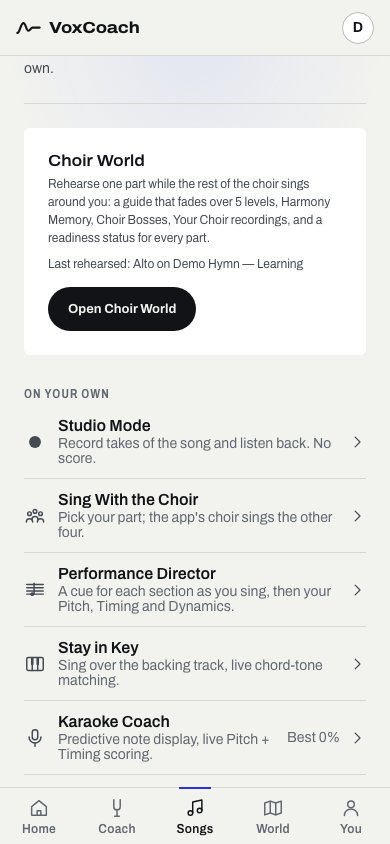 VoxCoach
D
own.
Choir World
Rehearse one part while the rest of the choir sings
around you: a guide that fades over 5 levels, Harmony
Memory, Choir Bosses, Your Choir recordings, and a
readiness status for every part.
Last rehearsed: Alto on Demo Hymn — Learning
Open Choir World
ON YOUR OWN
Studio Mode
Record takes of the song and listen back. No
score.
Sing With the Choir
Pick your part; the app's choir sings the other
four.
Performance Director
A cue for each section as you sing, then your
Pitch, Timing and Dynamics.
Stay in Key
Sing over the backing track, live chord-tone
matching.
Karaoke Coach
Predictive note display, live Pitch +
Timing scoring.
Best 0%
Home
Coach
Songs
World
You